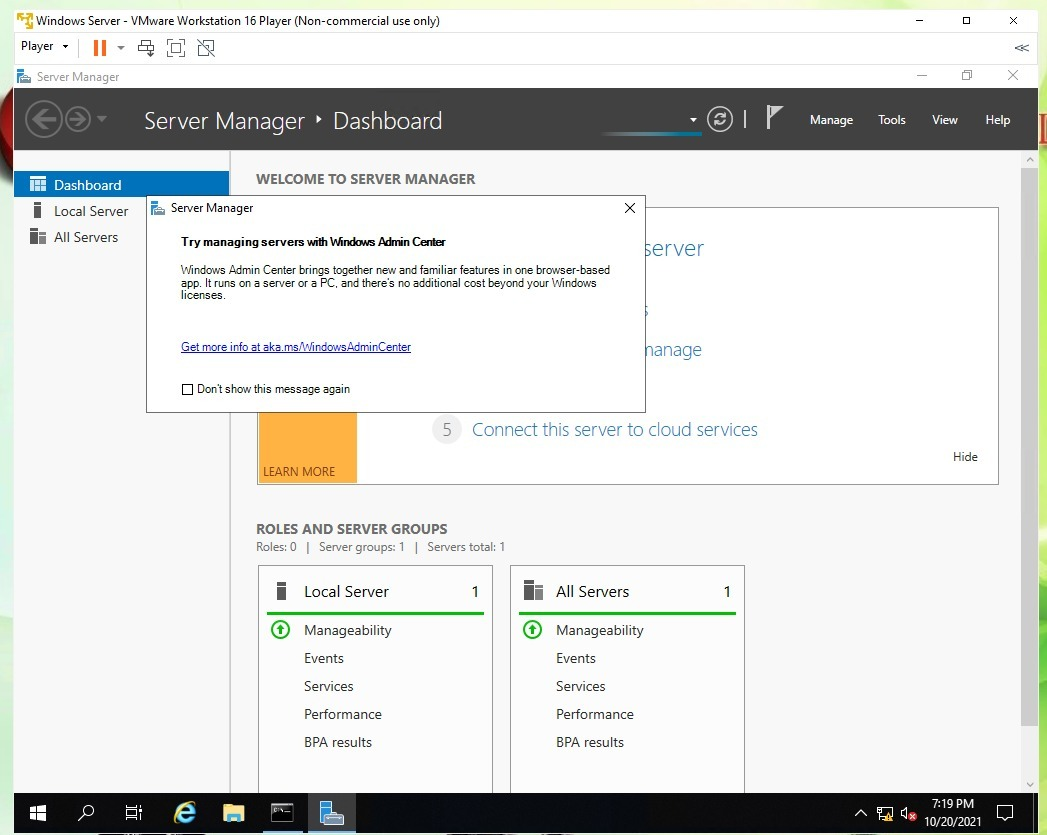 Windows Server - VMware Workstation 16 Player (Non-commercial use only)
Player
Server Manager
Server Manager ‣ Dashboard
Manage
Tools
View
Help
Dashboard
Local Server
All Servers
WELCOME TO SERVER MANAGER
Server Manager
Try managing servers with Windows Admin Center
Windows Admin Center brings together new and familiar features in one browser-based
app. It runs on a server or a PC, and there's no additional cost beyond your Windows
licenses.
Get more info at aka.ms/WindowsAdminCenter
Don't show this message again
server
manage
5 Connect this server to cloud services
LEARN MORE
Hide
ROLES AND SERVER GROUPS
Roles: 0 | Server groups: 1 | Servers total: 1
Local Server 1
Manageability
Events
Services
Performance
BPA results
All Servers 1
Manageability
Events
Services
Performance
BPA results
7:19 PM
10/20/2021